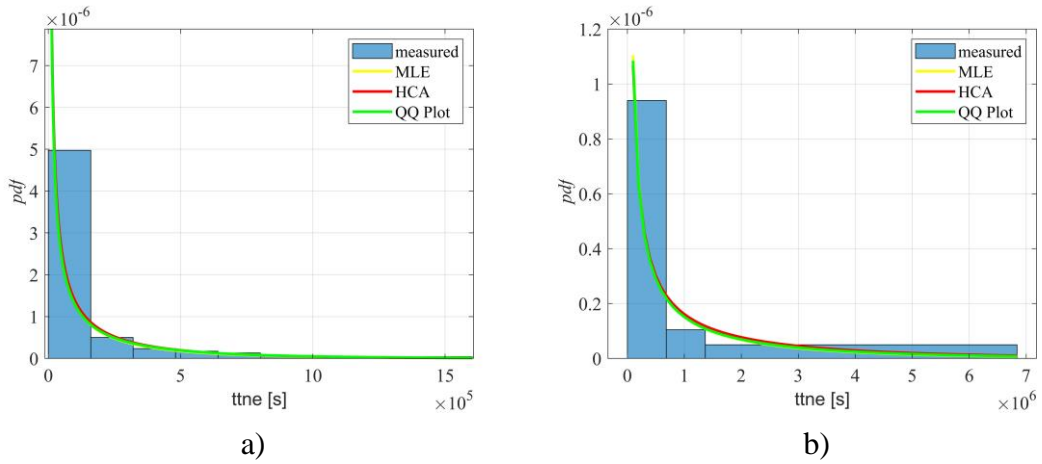 ×10⁻⁶
7
6
5
4
3
2
1
0
pdf
measured
MLE
HCA
QQ Plot
0 5 10 15
ttne [s]
×10⁵
a)
×10⁻⁶
1.2
1
0.8
0.6
0.4
0.2
0
pdf
measured
MLE
HCA
QQ Plot
0 1 2 3 4 5 6 7
ttne [s]
×10⁶
b)